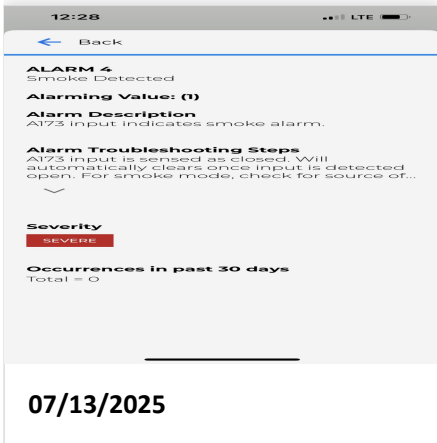 12:28
LTE
Back
ALARM 4
Smoke Detected
Alarming Value: (1)
Alarm Description
A173 input indicates smoke alarm.
Alarm Troubleshooting Steps
A173 input is sensed as closed. Will
automatically clears once input is detected
open. For smoke mode, check for source of...
Severity
SEVERE
Occurrences in past 30 days
Total = 0
07/13/2025